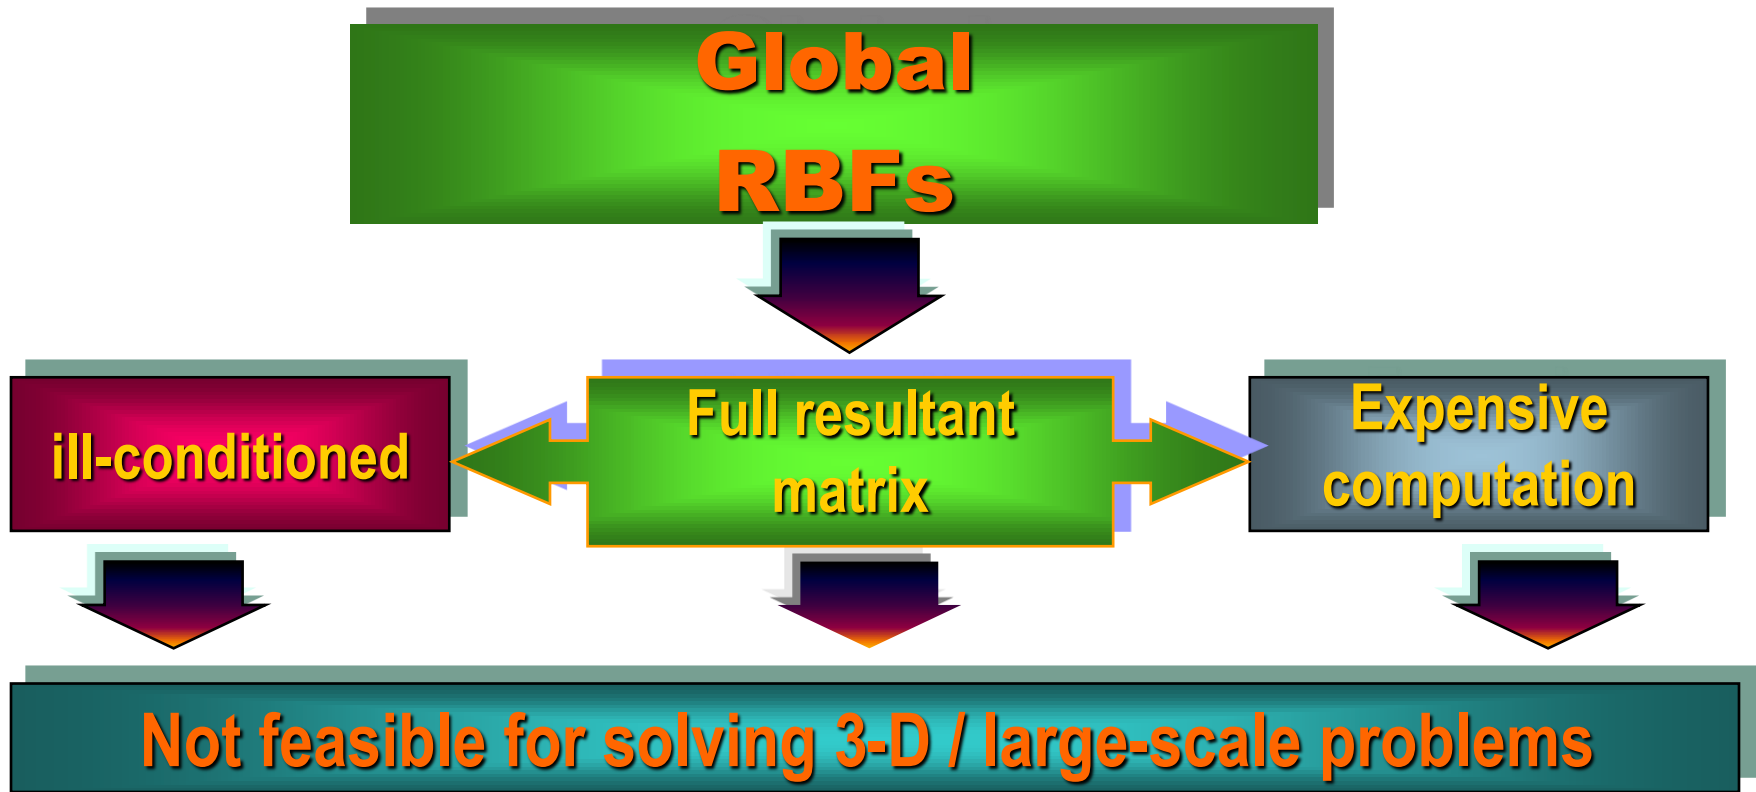 Global
RBFs
ill-conditioned
Full resultant
matrix
Expensive
computation
Not feasible for solving 3-D / large-scale problems